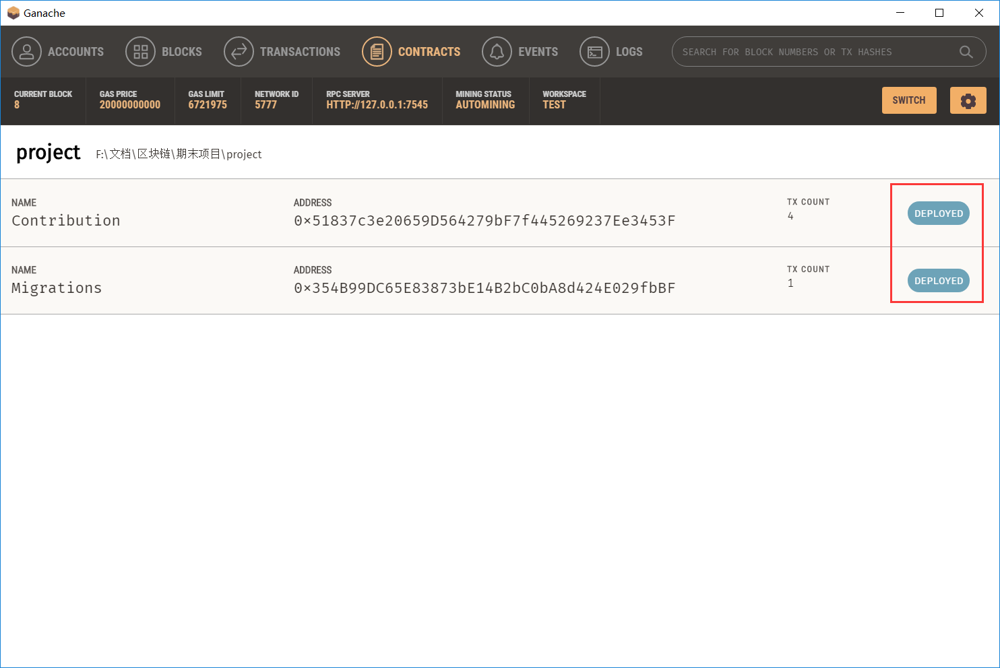 Ganache
ACCOUNTS BLOCKS TRANSACTIONS CONTRACTS EVENTS LOGS SEARCH FOR BLOCK NUMBERS OR TX HASHES
CURRENT BLOCK GAS PRICE GAS LIMIT NETWORK ID RPC SERVER MINING STATUS WORKSPACE
8 20000000000 6721975 5777 HTTP://127.0.0.1:7545 AUTOMINING TEST SWITCH
project F:\文档\区块链\期末项目\project
NAME ADDRESS TX COUNT
Contribution 0×51837c3e20659D564279bF7f445269237Ee3453F 4 DEPLOYED
NAME ADDRESS TX COUNT
Migrations 0×354B99DC65E83873bE14B2bC0bA8d424E029fbBF 1 DEPLOYED